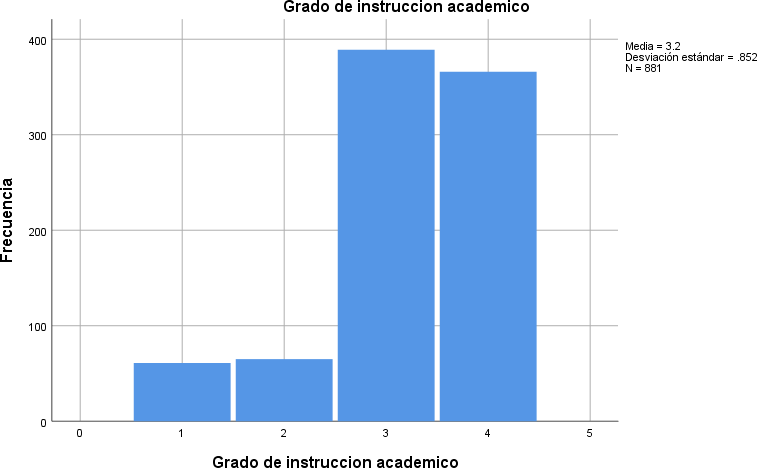 Grado de instruccion academico
Media = 3.2
Desviación estándar = .852
N = 881
Frecuencia
400
300
200
100
0
0 1 2 3 4 5
Grado de instruccion academico